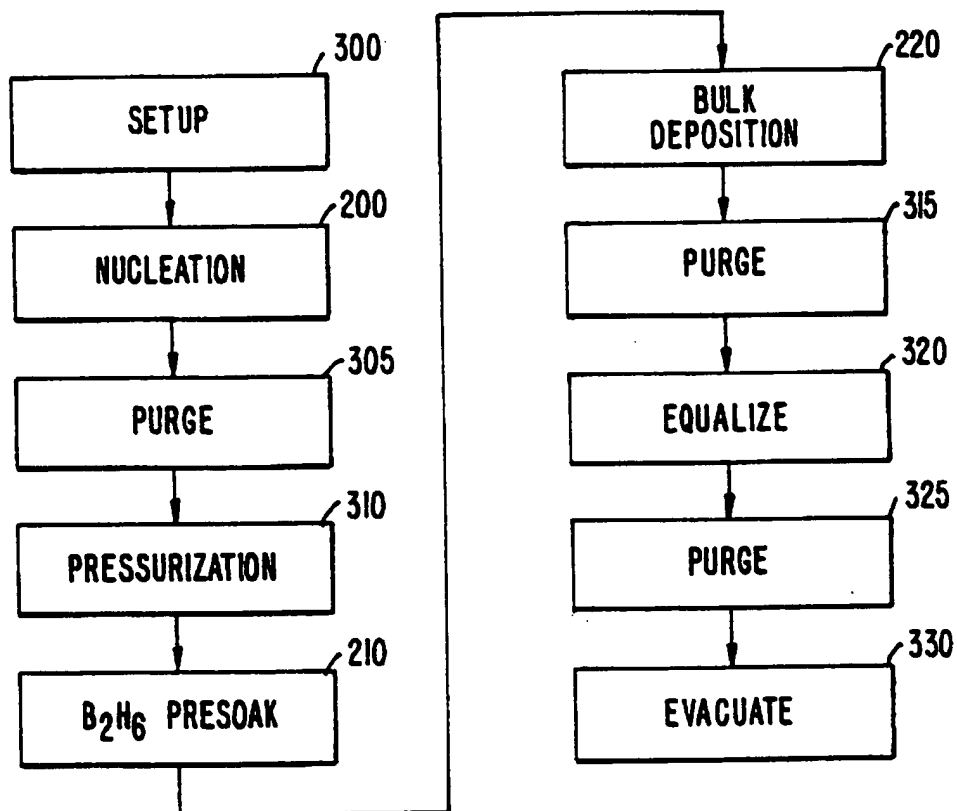 300
SETUP
200
NUCLEATION
305
PURGE
310
PRESSURIZATION
210
B₂H₆ PRESOAK
220
BULK
DEPOSITION
315
PURGE
320
EQUALIZE
325
PURGE
330
EVACUATE